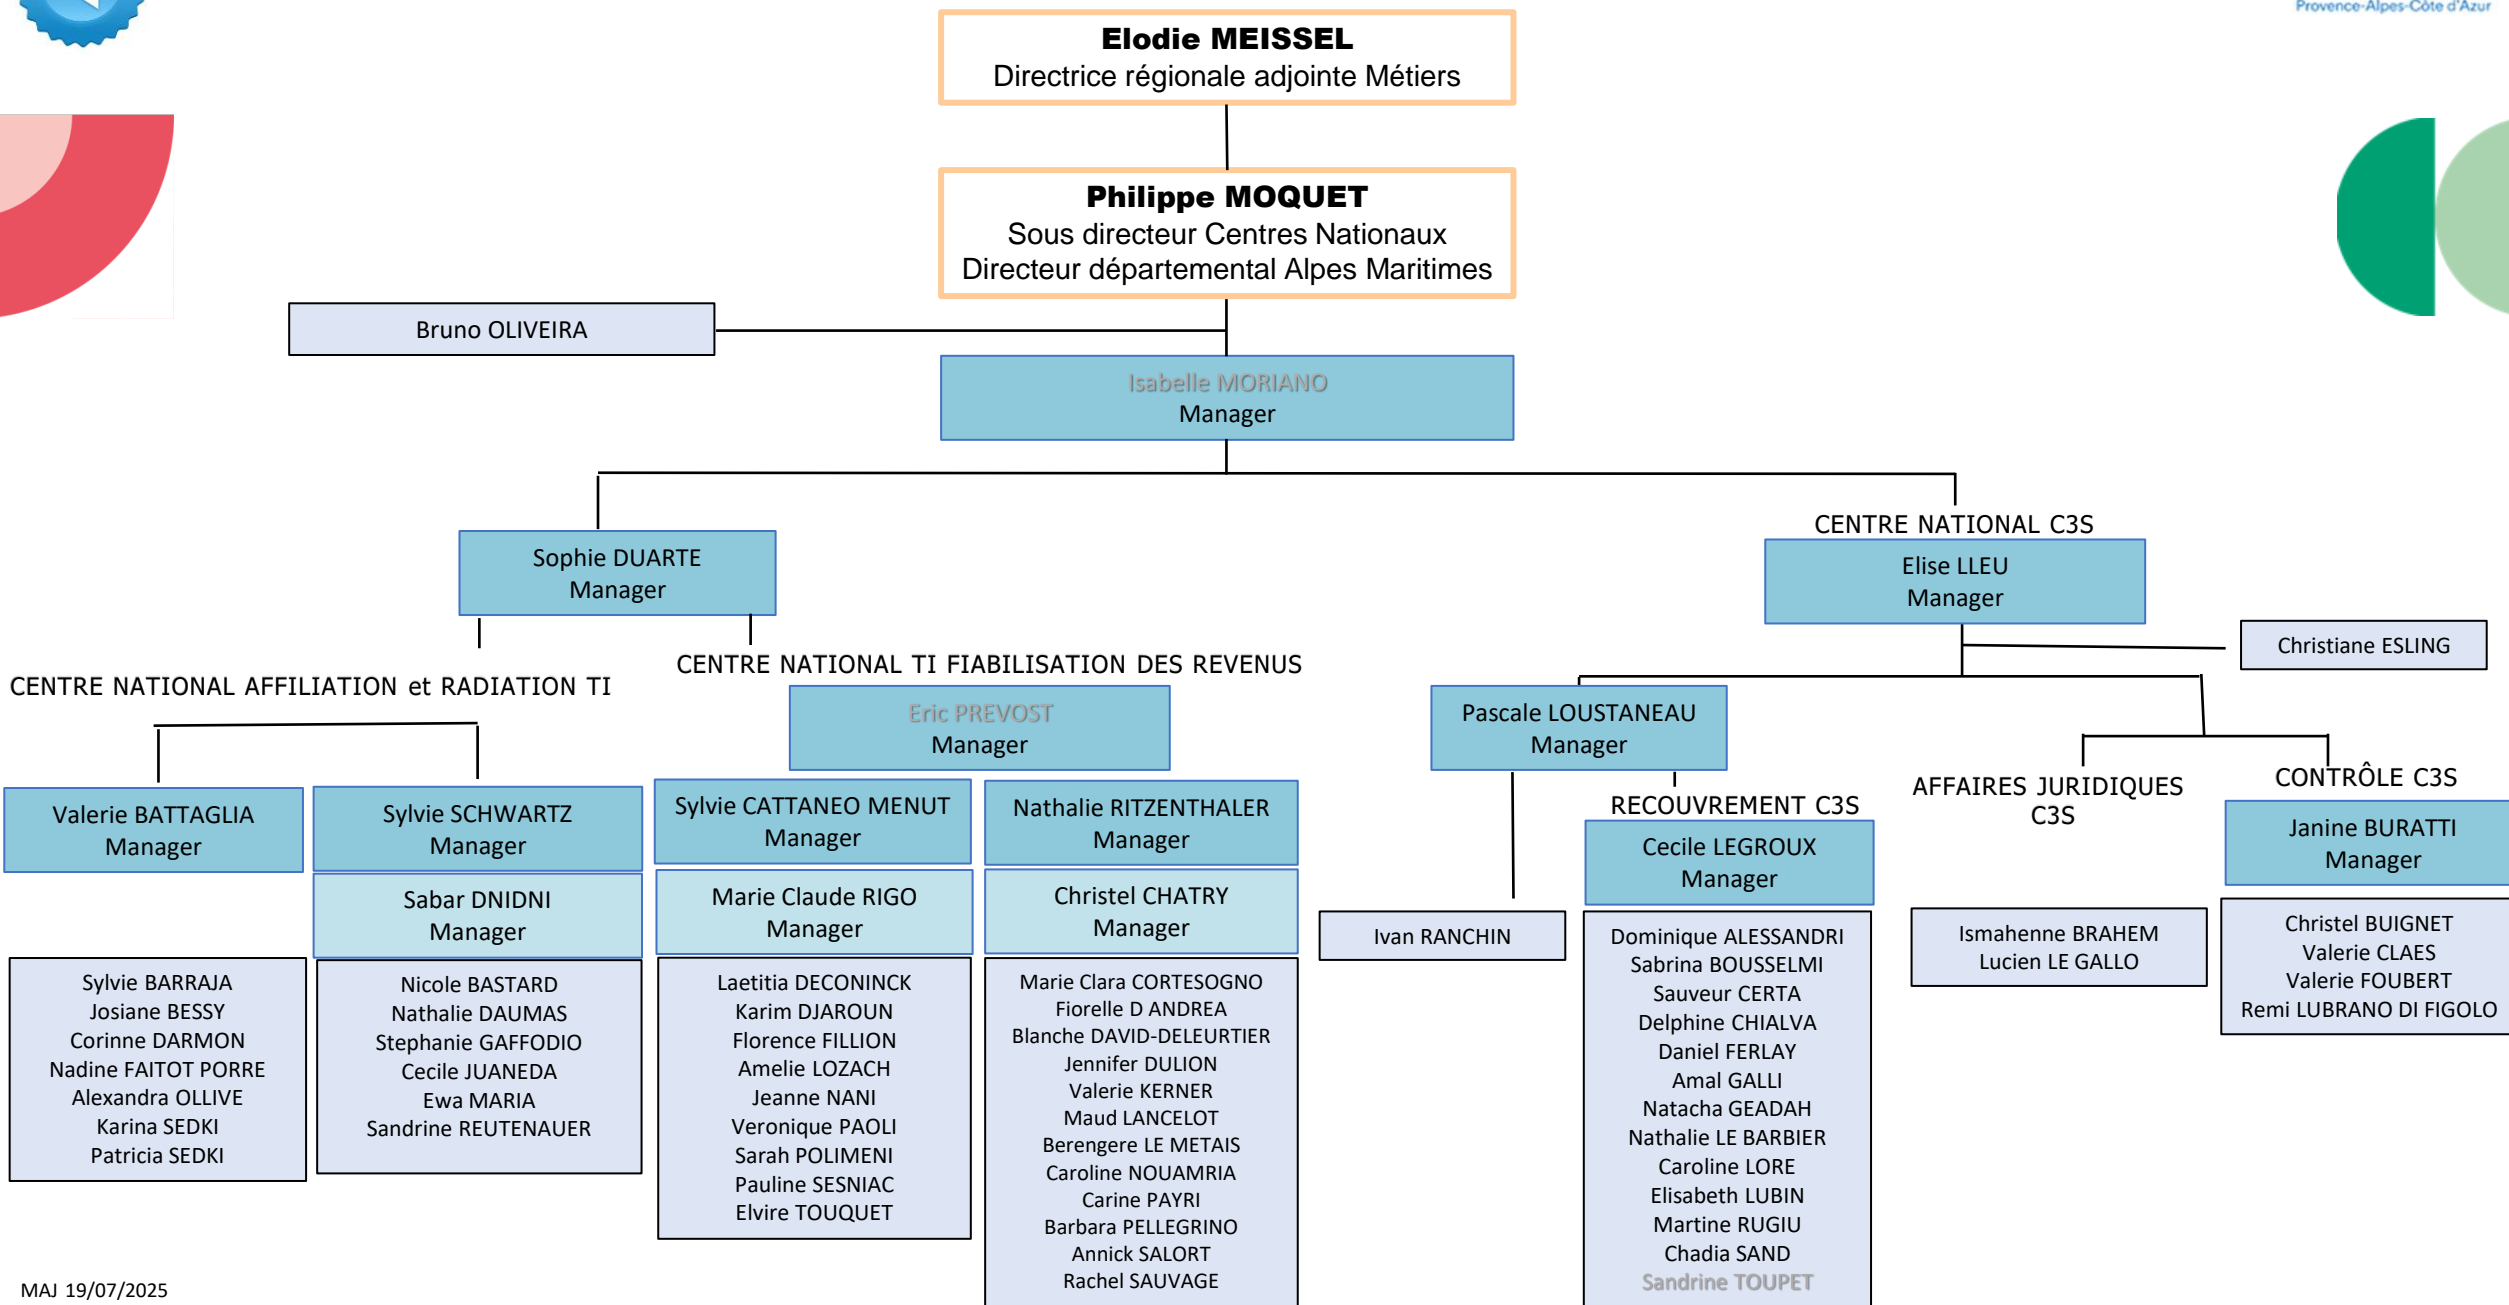 Provence-Alpes-Côte d'Azur
Elodie MEISSEL
Directrice régionale adjointe Métiers
Philippe MOQUET
Sous directeur Centres Nationaux
Directeur départemental Alpes Maritimes
Bruno OLIVEIRA
Isabelle MORIANO
Manager
Sophie DUARTE
Manager
CENTRE NATIONAL C3S
Elise LLEU
Manager
Christiane ESLING
CENTRE NATIONAL AFFILIATION et RADIATION TI
CENTRE NATIONAL TI FIABILISATION DES REVENUS
Eric PREVOST
Manager
Valerie BATTAGLIA
Manager
Sylvie BARRAJA
Josiane BESSY
Corinne DARMON
Nadine FAITOT PORRE
Alexandra OLLIVE
Karina SEDKI
Patricia SEDKI
Sylvie SCHWARTZ
Manager
Sabar DNIDNI
Manager
Nicole BASTARD
Nathalie DAUMAS
Stephanie GAFFODIO
Cecile JUANEDA
Ewa MARIA
Sandrine REUTENAUER
Sylvie CATTANEO MENUT
Manager
Marie Claude RIGO
Manager
Laetitia DECONINCK
Karim DJAROUN
Florence FILLION
Amelie LOZACH
Jeanne NANI
Veronique PAOLI
Sarah POLIMENI
Pauline SESNIAC
Elvire TOUQUET
Nathalie RITZENTHALER
Manager
Christel CHATRY
Manager
Marie Clara CORTESOGNO
Fiorelle D ANDREA
Blanche DAVID-DELEURTIER
Jennifer DULION
Valerie KERNER
Maud LANCELOT
Berengere LE METAIS
Caroline NOUAMRIA
Carine PAYRI
Barbara PELLEGRINO
Annick SALORT
Rachel SAUVAGE
Pascale LOUSTANEAU
Manager
Ivan RANCHIN
RECOUVREMENT C3S
Cecile LEGROUX
Manager
Dominique ALESSANDRI
Sabrina BOUSSELMI
Sauveur CERTA
Delphine CHIALVA
Daniel FERLAY
Amal GALLI
Natacha GEADAH
Nathalie LE BARBIER
Caroline LORE
Elisabeth LUBIN
Martine RUGIU
Chadia SAND
Sandrine TOUPET
AFFAIRES JURIDIQUES
C3S
Ismahenne BRAHEM
Lucien LE GALLO
CONTRÔLE C3S
Janine BURATTI
Manager
Christel BUIGNET
Valerie CLAES
Valerie FOUBERT
Remi LUBRANO DI FIGOLO
MAJ 19/07/2025